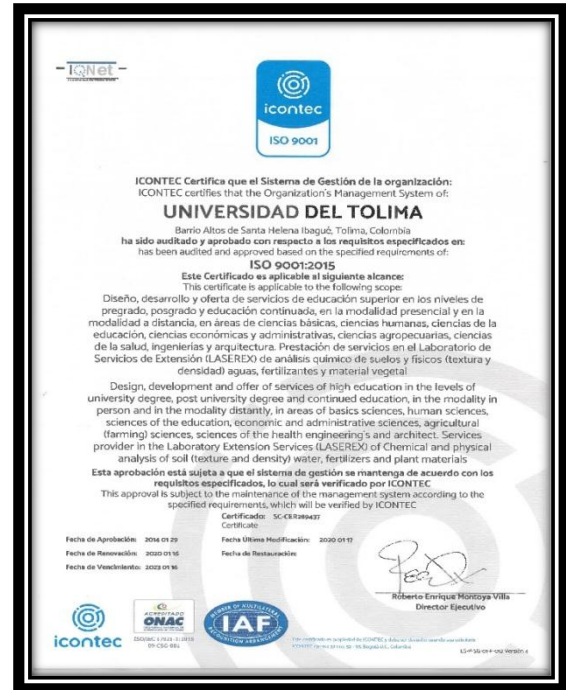 IQNet
icontec
ISO 9001
ICONTEC Certifica que el Sistema de Gestión de la organización:
ICONTEC certifies that the Organization's Management System of:
UNIVERSIDAD DEL TOLIMA
Barrio Altos de Santa Helena Ibagué, Tolima, Colombia
ha sido auditado y aprobado con respecto a los requisitos especificados en:
has been audited and approved based on the specified requirements of:
ISO 9001:2015
Este Certificado es aplicable al siguiente alcance:
This certificate is applicable to the following scope:
Diseño, desarrollo y oferta de servicios de educación superior en los niveles de
pregrado, posgrado y educación continuada, en la modalidad presencial y en la
modalidad a distancia, en áreas de ciencias básicas, ciencias humanas, ciencias de la
educación, ciencias económicas y administrativas, ciencias agropecuarias, ciencias
de la salud, ingenierías y arquitectura. Prestación de servicios en el Laboratorio de
Servicios de Extensión (LASEREX) de análisis químico de suelos y físicos (textura y
densidad) aguas, fertilizantes y material vegetal
Design, development and offer of services of high education in the levels of
university degree, post university degree and continued education, in the modality in
person and in the modality distantly, in areas of basics sciences, human sciences,
sciences of the education, economic and administrative sciences, agricultural
(farming) sciences, sciences of the health engineering's and architect. Services
provider in the Laboratory Extension Services (LASEREX) of Chemical and physical
analysis of soil (texture and density) water, fertilizers and plant materials
Esta aprobación está sujeta a que el sistema de gestión se mantenga de acuerdo con los
requisitos especificados, lo cual será verificado por ICONTEC
This approval is subject to the maintenance of the management system according to the
specified requirements, which will be verified by ICONTEC
Certificado: SC-CER289437
Certificate
Fecha de Aprobación: 2014 01 29
Fecha Última Modificación: 2020 01 17
Fecha de Renovación: 2020 01 16
Fecha de Restauración:
Fecha de Vencimiento: 2023 01 16
Roberto Enrique Montoya Villa
Director Ejecutivo
icontec
ACREDITADO
ONAC
09-CSG-001
MEMBER OF MULTILATERAL
RECOGNITION ARRANGEMENT
IAF